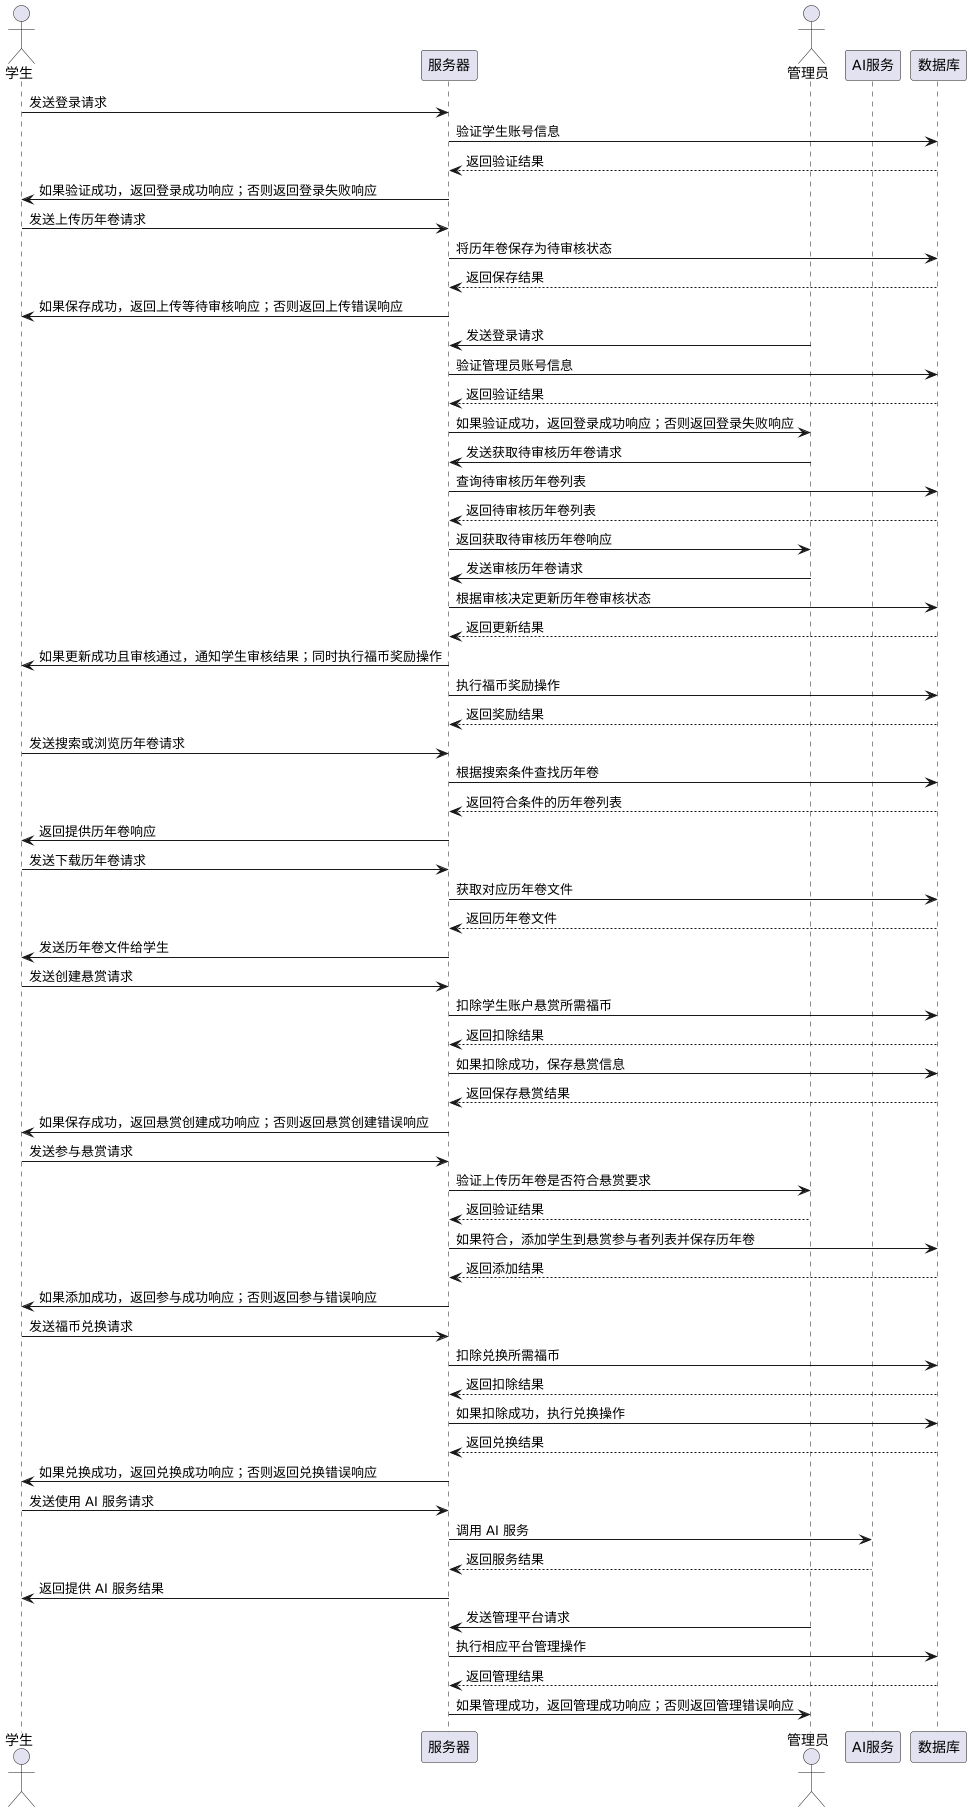 学生
服务器
管理员
AI服务
数据库
发送登录请求
验证学生账号信息
返回验证结果
如果验证成功，返回登录成功响应；否则返回登录失败响应
发送上传历年卷请求
将历年卷保存为待审核状态
返回保存结果
如果保存成功，返回上传等待审核响应；否则返回上传错误响应
发送登录请求
验证管理员账号信息
返回验证结果
如果验证成功，返回登录成功响应；否则返回登录失败响应
发送获取待审核历年卷请求
查询待审核历年卷列表
返回待审核历年卷列表
返回获取待审核历年卷响应
发送审核历年卷请求
根据审核决定更新历年卷审核状态
返回更新结果
如果更新成功且审核通过，通知学生审核结果；同时执行福币奖励操作
执行福币奖励操作
返回奖励结果
发送搜索或浏览历年卷请求
根据搜索条件查找历年卷
返回符合条件的历年卷列表
返回提供历年卷响应
发送下载历年卷请求
获取对应历年卷文件
返回历年卷文件
发送历年卷文件给学生
发送创建悬赏请求
扣除学生账户悬赏所需福币
返回扣除结果
如果扣除成功，保存悬赏信息
返回保存悬赏结果
如果保存成功，返回悬赏创建成功响应；否则返回悬赏创建错误响应
发送参与悬赏请求
验证上传历年卷是否符合悬赏要求
返回验证结果
如果符合，添加学生到悬赏参与者列表并保存历年卷
返回添加结果
如果添加成功，返回参与成功响应；否则返回参与错误响应
发送福币兑换请求
扣除兑换所需福币
返回扣除结果
如果扣除成功，执行兑换操作
返回兑换结果
如果兑换成功，返回兑换成功响应；否则返回兑换错误响应
发送使用 AI 服务请求
调用 AI 服务
返回服务结果
返回提供 AI 服务结果
发送管理平台请求
执行相应平台管理操作
返回管理结果
如果管理成功，返回管理成功响应；否则返回管理错误响应
学生
服务器
管理员
AI服务
数据库